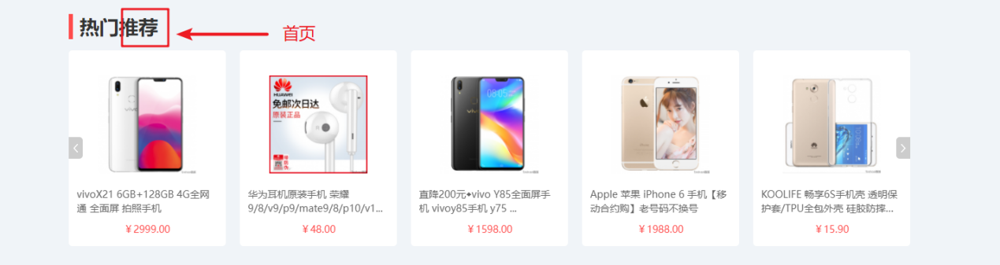 热门推荐
首页
HUAWEI
免邮次日达
原装正品
08:05
vivoX21 6GB+128GB 4G全网
通 全面屏 拍照手机
￥2999.00
华为耳机原装手机 荣耀
9/8/v9/p9/mate9/8/p10/v1...
￥48.00
直降200元◆vivo Y85全面屏手
机 vivoy85手机 y75 ...
￥1598.00
Apple 苹果 iPhone 6 手机【移
动合约购】老号码不换号
￥1988.00
KOOLIFE 畅享6S手机壳 透明保
护套/TPU全包外壳 硅胶防摔...
￥15.90